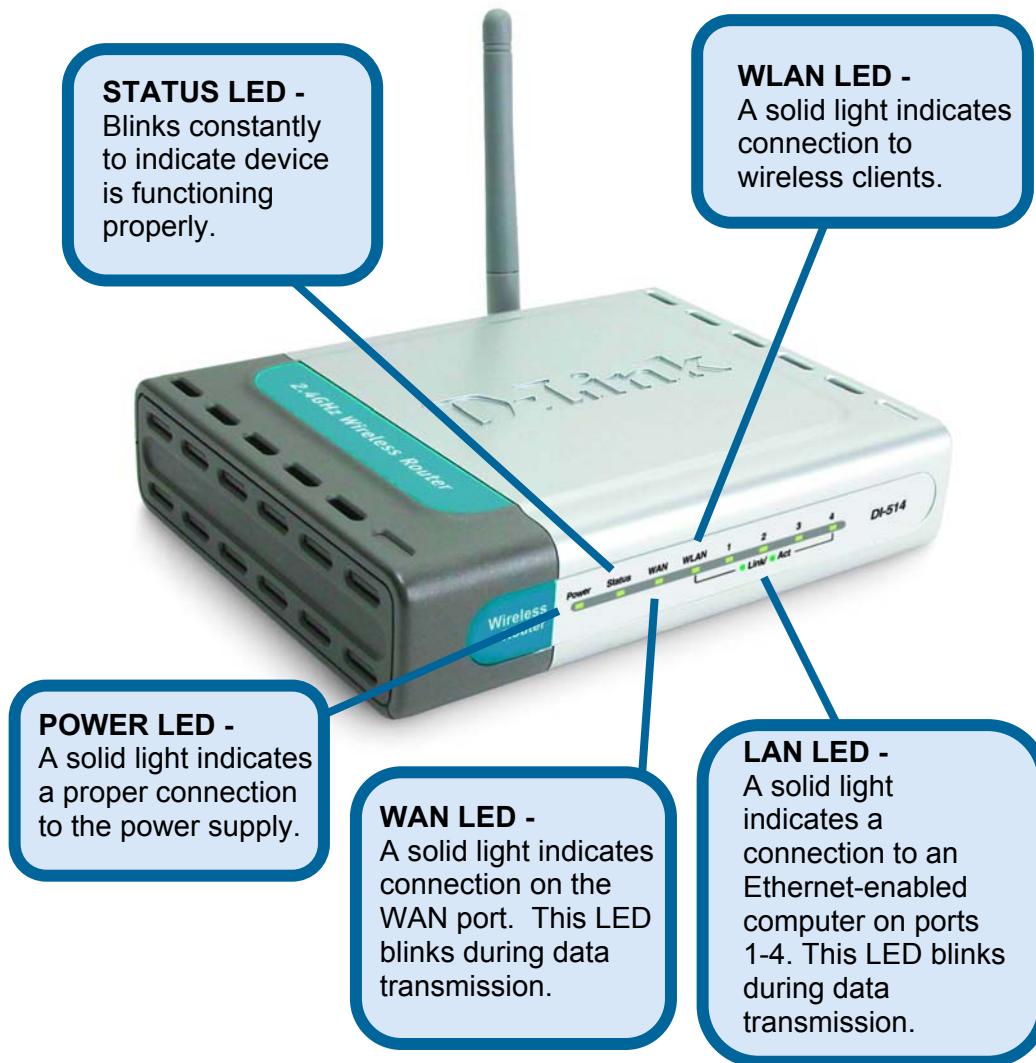 STATUS LED -
Blinks constantly
to indicate device
is functioning
properly.
WLAN LED -
A solid light indicates
connection to
wireless clients.
D-Link
2.4GHz Wireless Router
Power Status WAN WLAN 1 2 3 4
Link/ Act
DI-514
Wireless
Router
POWER LED -
A solid light indicates
a proper connection
to the power supply.
WAN LED -
A solid light indicates
connection on the
WAN port. This LED
blinks during data
transmission.
LAN LED -
A solid light
indicates a
connection to an
Ethernet-enabled
computer on ports
1-4. This LED blinks
during data
transmission.